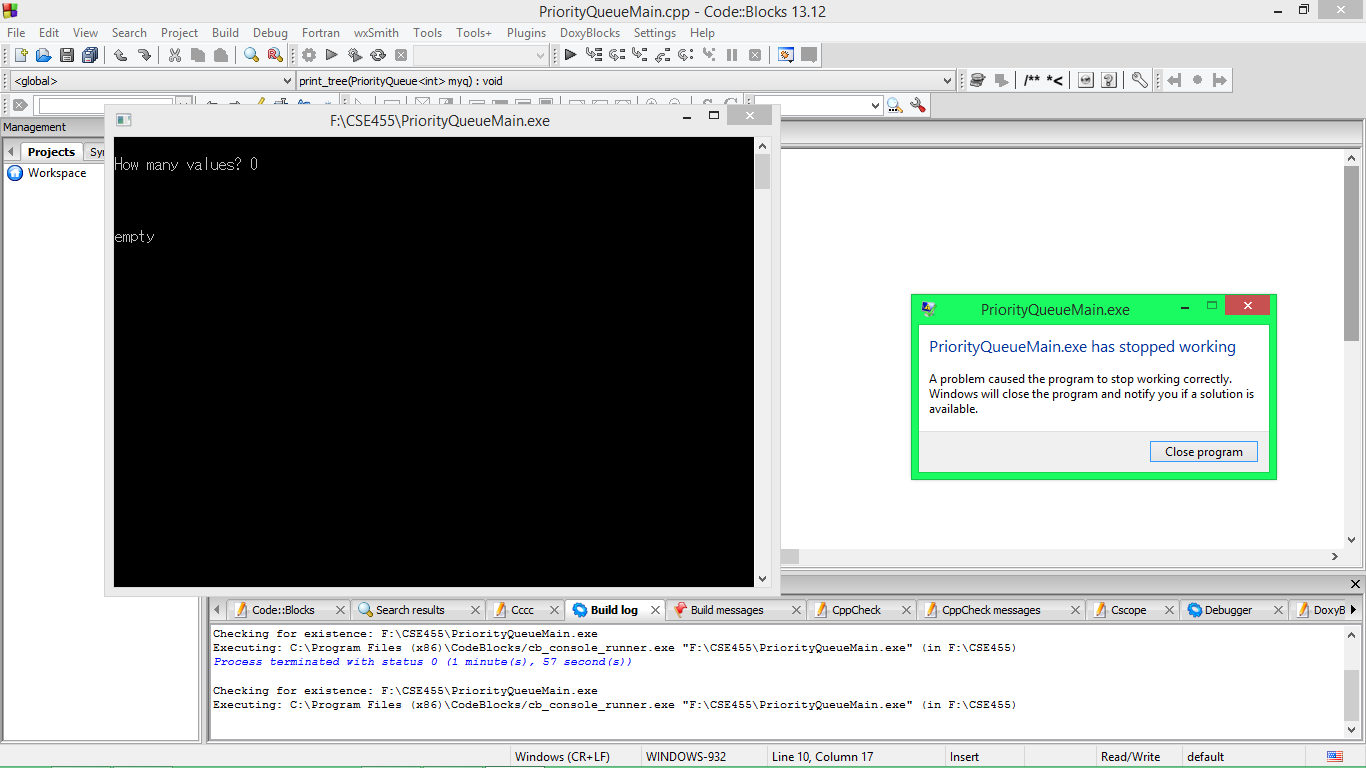 PriorityQueueMain.cpp - Code::Blocks 13.12
File Edit View Search Project Build Debug Fortran wxSmith Tools Tools+ Plugins DoxyBlocks Settings Help
<global> print_tree(PriorityQueue<int> myq) : void
/** *<
Management
Projects Sy
Workspace
F:\CSE455\PriorityQueueMain.exe
How many values? 0
empty
PriorityQueueMain.exe
PriorityQueueMain.exe has stopped working
A problem caused the program to stop working correctly.
Windows will close the program and notify you if a solution is
available.
Close program
Code::Blocks Search results Cccc Build log Build messages CppCheck CppCheck messages Cscope Debugger DoxyB
Checking for existence: F:\CSE455\PriorityQueueMain.exe
Executing: C:\Program Files (x86)\CodeBlocks/cb_console_runner.exe "F:\CSE455\PriorityQueueMain.exe" (in F:\CSE455)
Process terminated with status 0 (1 minute(s), 57 second(s))
Checking for existence: F:\CSE455\PriorityQueueMain.exe
Executing: C:\Program Files (x86)\CodeBlocks/cb_console_runner.exe "F:\CSE455\PriorityQueueMain.exe" (in F:\CSE455)
Windows (CR+LF) WINDOWS-932 Line 10, Column 17 Insert Read/Write default